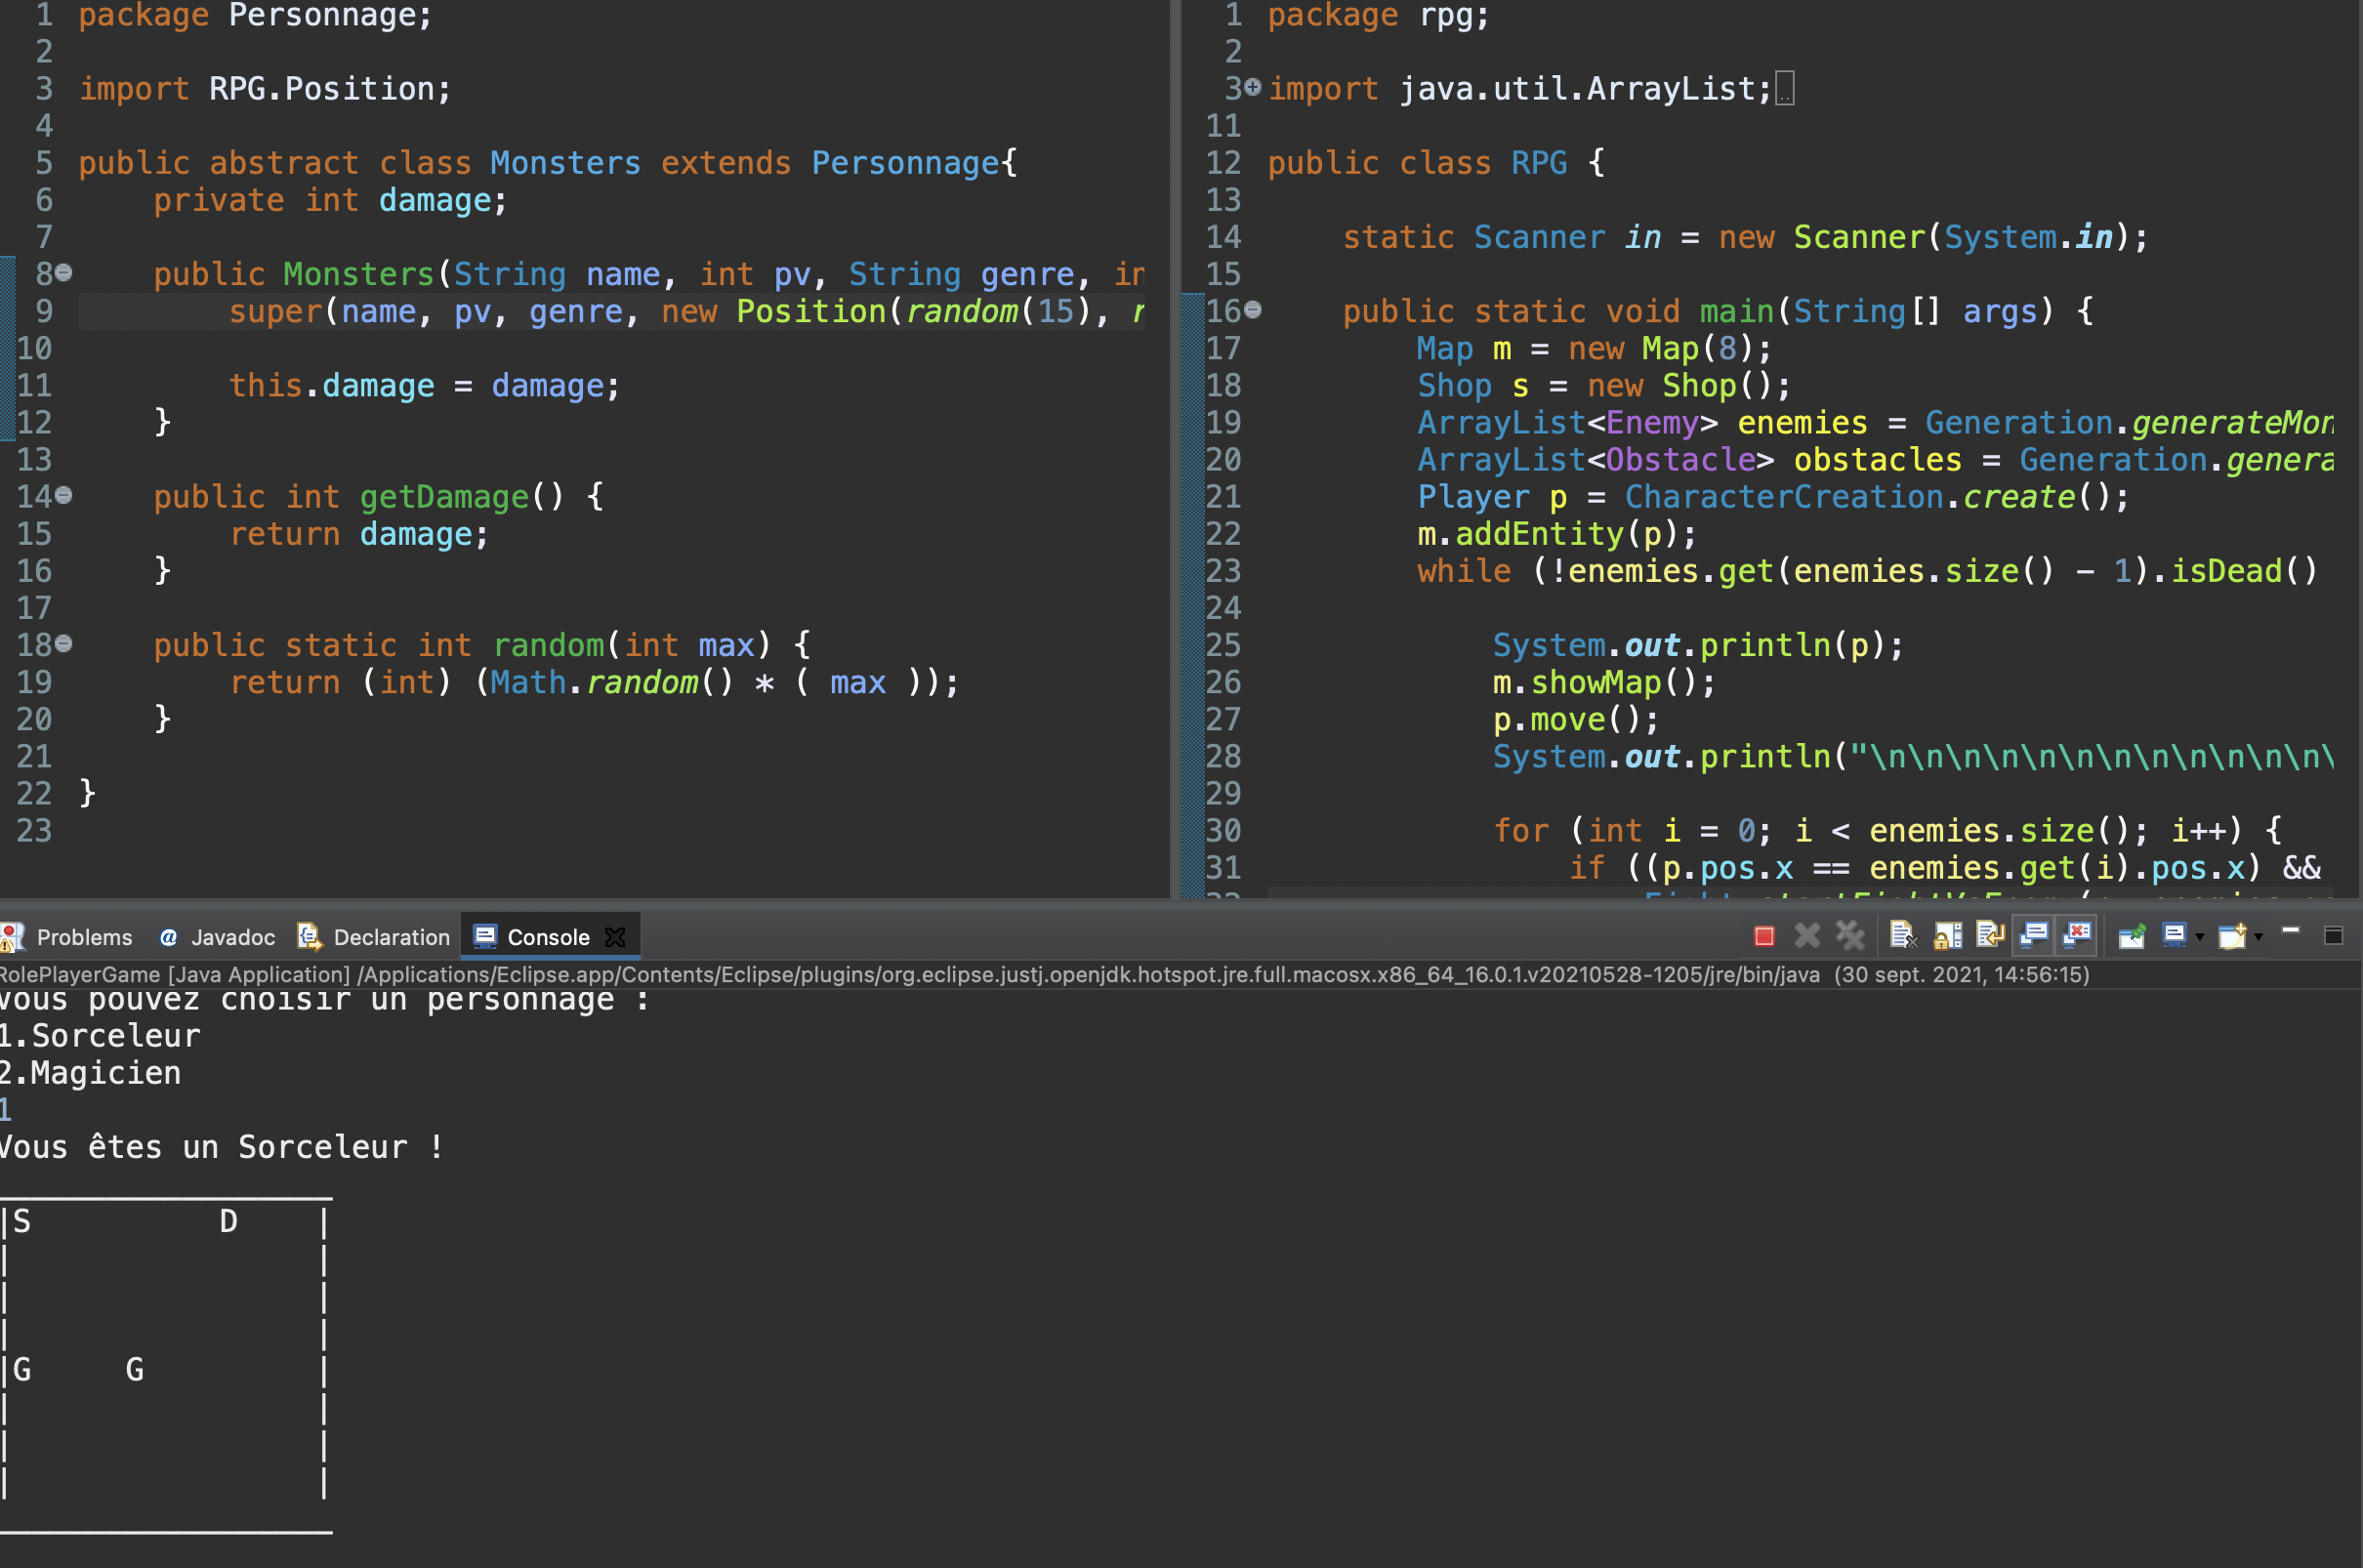 1 package Personnage;
2
3 import RPG.Position;
4
5 public abstract class Monsters extends Personnage{
6 private int damage;
7
8 public Monsters(String name, int pv, String genre, in
9 super(name, pv, genre, new Position(random(15), r
10
11 this.damage = damage;
12 }
13
14 public int getDamage() {
15 return damage;
16 }
17
18 public static int random(int max) {
19 return (int) (Math.random() * ( max ));
20 }
21
22 }
23
1 package rpg;
2
3 import java.util.ArrayList;
11
12 public class RPG {
13
14 static Scanner in = new Scanner(System.in);
15
16 public static void main(String[] args) {
17 Map m = new Map(8);
18 Shop s = new Shop();
19 ArrayList<Enemy> enemies = Generation.generateMon
20 ArrayList<Obstacle> obstacles = Generation.genera
21 Player p = CharacterCreation.create();
22 m.addEntity(p);
23 while (!enemies.get(enemies.size() - 1).isDead()
24
25 System.out.println(p);
26 m.showMap();
27 p.move();
28 System.out.println("\n\n\n\n\n\n\n\n\n\n\n\n\
29
30 for (int i = 0; i < enemies.size(); i++) {
31 if ((p.pos.x == enemies.get(i).pos.x) &&
Problems @ Javadoc Declaration Console
RolePlayerGame [Java Application] /Applications/Eclipse.app/Contents/Eclipse/plugins/org.eclipse.justj.openjdk.hotspot.jre.full.macosx.x86_64_16.0.1.v20210528-1205/jre/bin/java (30 sept. 2021, 14:56:15)
Vous pouvez choisir un personnage :
1.Sorceleur
2.Magicien
1
Vous êtes un Sorceleur !
|S D |
| |
| |
| |
|G G |
| |
| |
| |